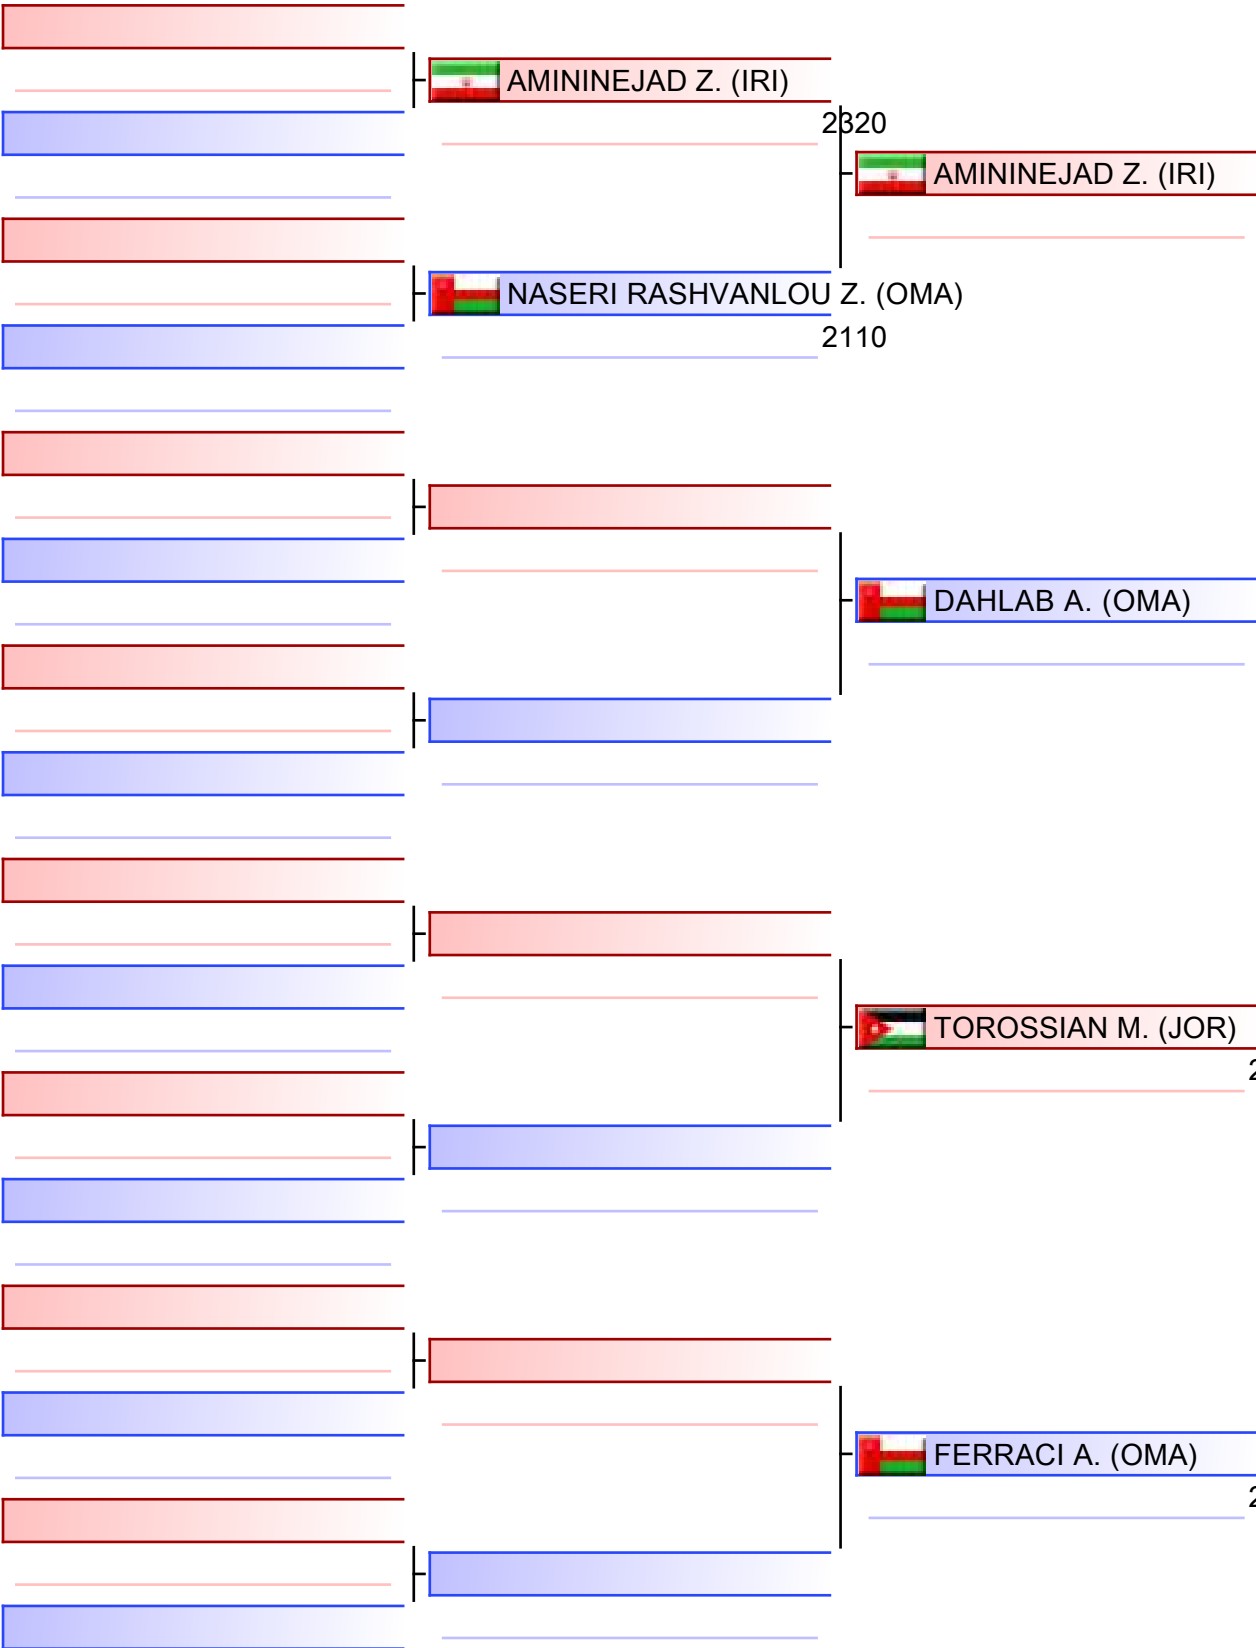 AMININEJAD Z. (IRI)
2320
AMININEJAD Z. (IRI)
NASERI RASHVANLOU Z. (OMA)
2110
DAHLAB A. (OMA)
TOROSSIAN M. (JOR)
FERRACI A. (OMA)